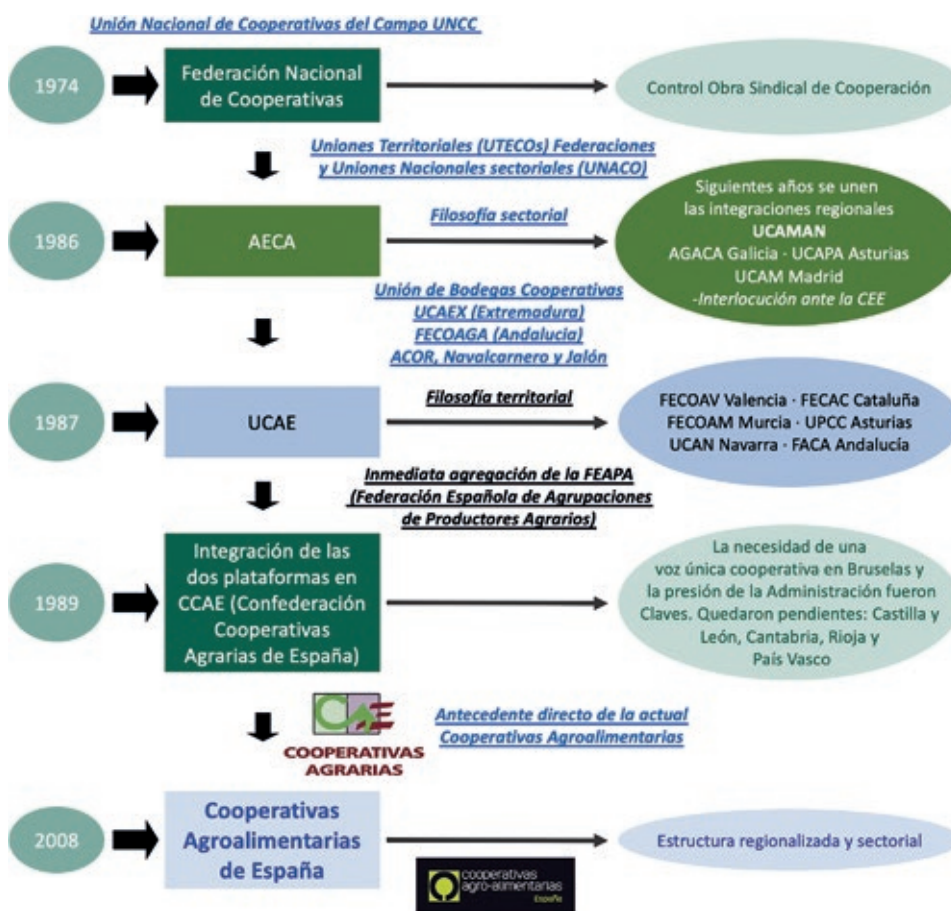 Unión Nacional de Cooperativas del Campo UNCC
1974
Federación Nacional
de Cooperativas
Control Obra Sindical de Cooperación
Uniones Territoriales (UTECOs) Federaciones
y Uniones Nacionales sectoriales (UNACO)
1986
AECA
Filosofía sectorial
Siguientes años se unen
las integraciones regionales
UCAMAN
AGACA Galicia - UCAPA Asturias
UCAM Madrid
-Interlocución ante la CEE
Unión de Bodegas Cooperativas
UCAEX (Extremadura)
FECOAGA (Andalucia)
ACOR, Navalcarnero y Jalón
1987
UCAE
Filosofía territorial
FECOAV Valencia · FECAC Cataluña
FECOAM Murcia · UPCC Asturias
UCAN Navarra · FACA Andalucía
Inmediata agregación de la FEAPA
(Federación Española de Agrupaciones
de Productores Agrarios)
1989
Integración de las
dos plataformas en
CCAE (Confederación
Cooperativas
Agrarias de España)
La necesidad de una
voz única cooperativa en Bruselas y
la presión de la Administración fueron
Claves. Quedaron pendientes: Castilla y
León, Cantabria, Rioja y
País Vasco
CAE
COOPERATIVAS
AGRARIAS
Antecedente directo de la actual
Cooperativas Agroalimentarias
2008
Cooperativas
Agroalimentarias
de España
Estructura regionalizada y sectorial
cooperativas
agro-alimentarias
España